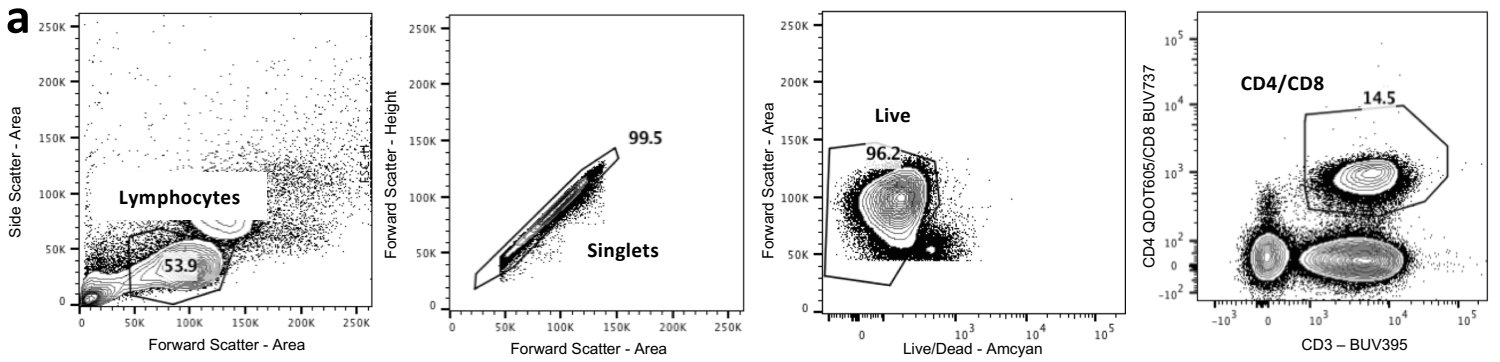 a
Side Scatter - Area
250K
200K
150K
100K
50K
0
Lymphocytes
53.9
0 50K 100K 150K 200K 250K
Forward Scatter - Area
Forward Scatter - Height
250K
200K
150K
100K
50K
0
99.5
Singlets
0 50K 100K 150K 200K 250K
Forward Scatter - Area
Forward Scatter - Area
250K
200K
150K
100K
50K
0
Live
96.2
0 10³ 10⁴ 10⁵
Live/Dead - Amcyan
CD4 QDOT605/CD8 BUV737
10⁵
10⁴
10³
10²
0
-10²
CD4/CD8
14.5
-10³ 0 10³ 10⁴ 10⁵
CD3 – BUV395